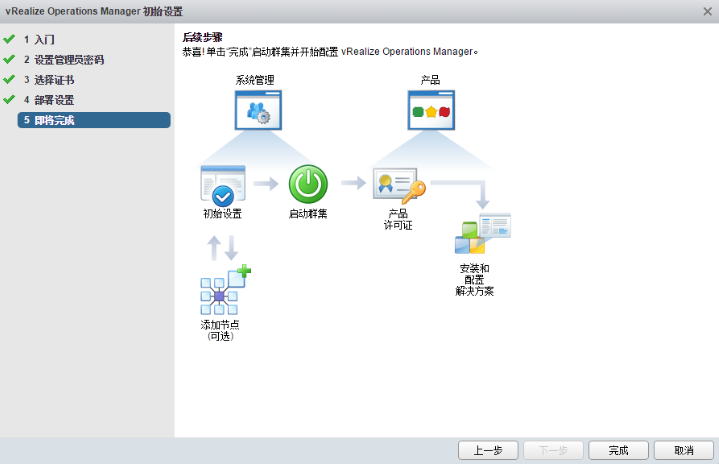 vRealize Operations Manager 初始设置
1 入门
2 设置管理员密码
3 选择证书
4 部署设置
5 即将完成
后续步骤
恭喜! 单击“完成”启动群集并开始配置 vRealize Operations Manager。
系统管理
产品
初始设置
启动群集
产品
许可证
安装和
配置
解决方案
添加节点
(可选)
上一步
下一步
完成
取消